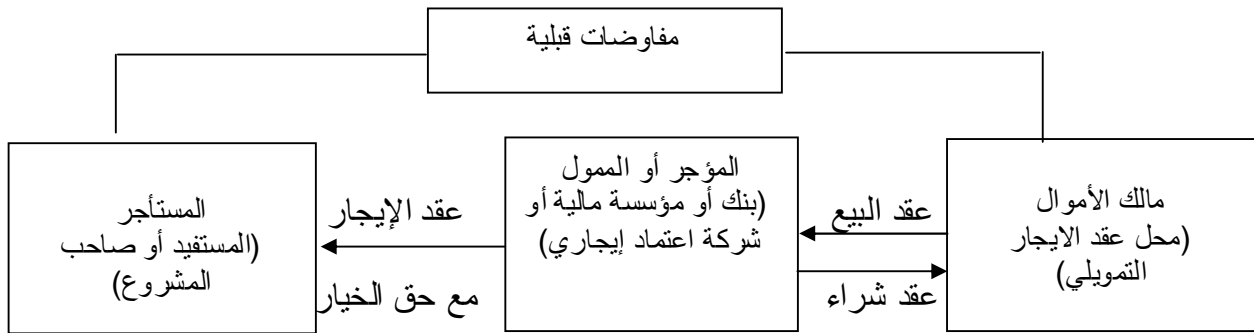 مفاوضات قبلية
مالك الأموال
(محل عقد الايجار
التمويلي)
عقد البيع
عقد شراء
المؤجر أو الممول
(بنك أو مؤسسة مالية أو
شركة اعتماد إيجاري)
عقد الإيجار
مع حق الخيار
المستأجر
(المستفيد أو صاحب
المشروع)